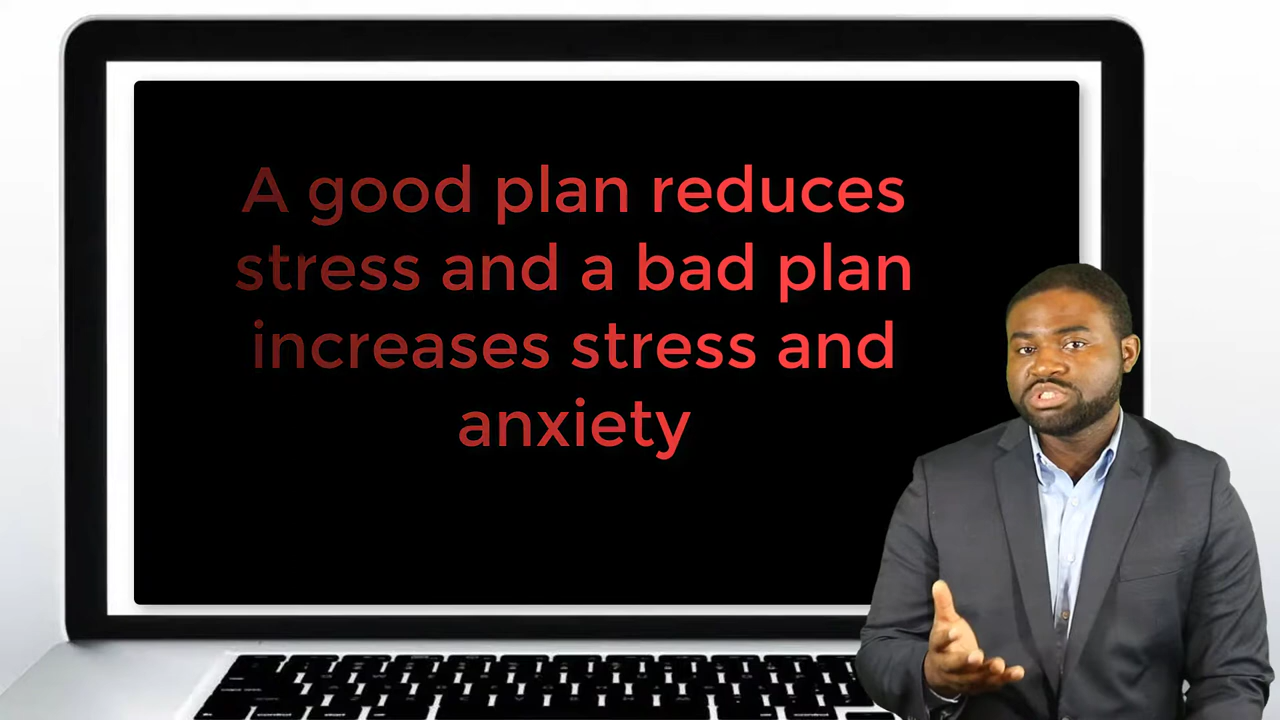 A good plan reduces
stress and a bad plan
increases stress and
anxiety